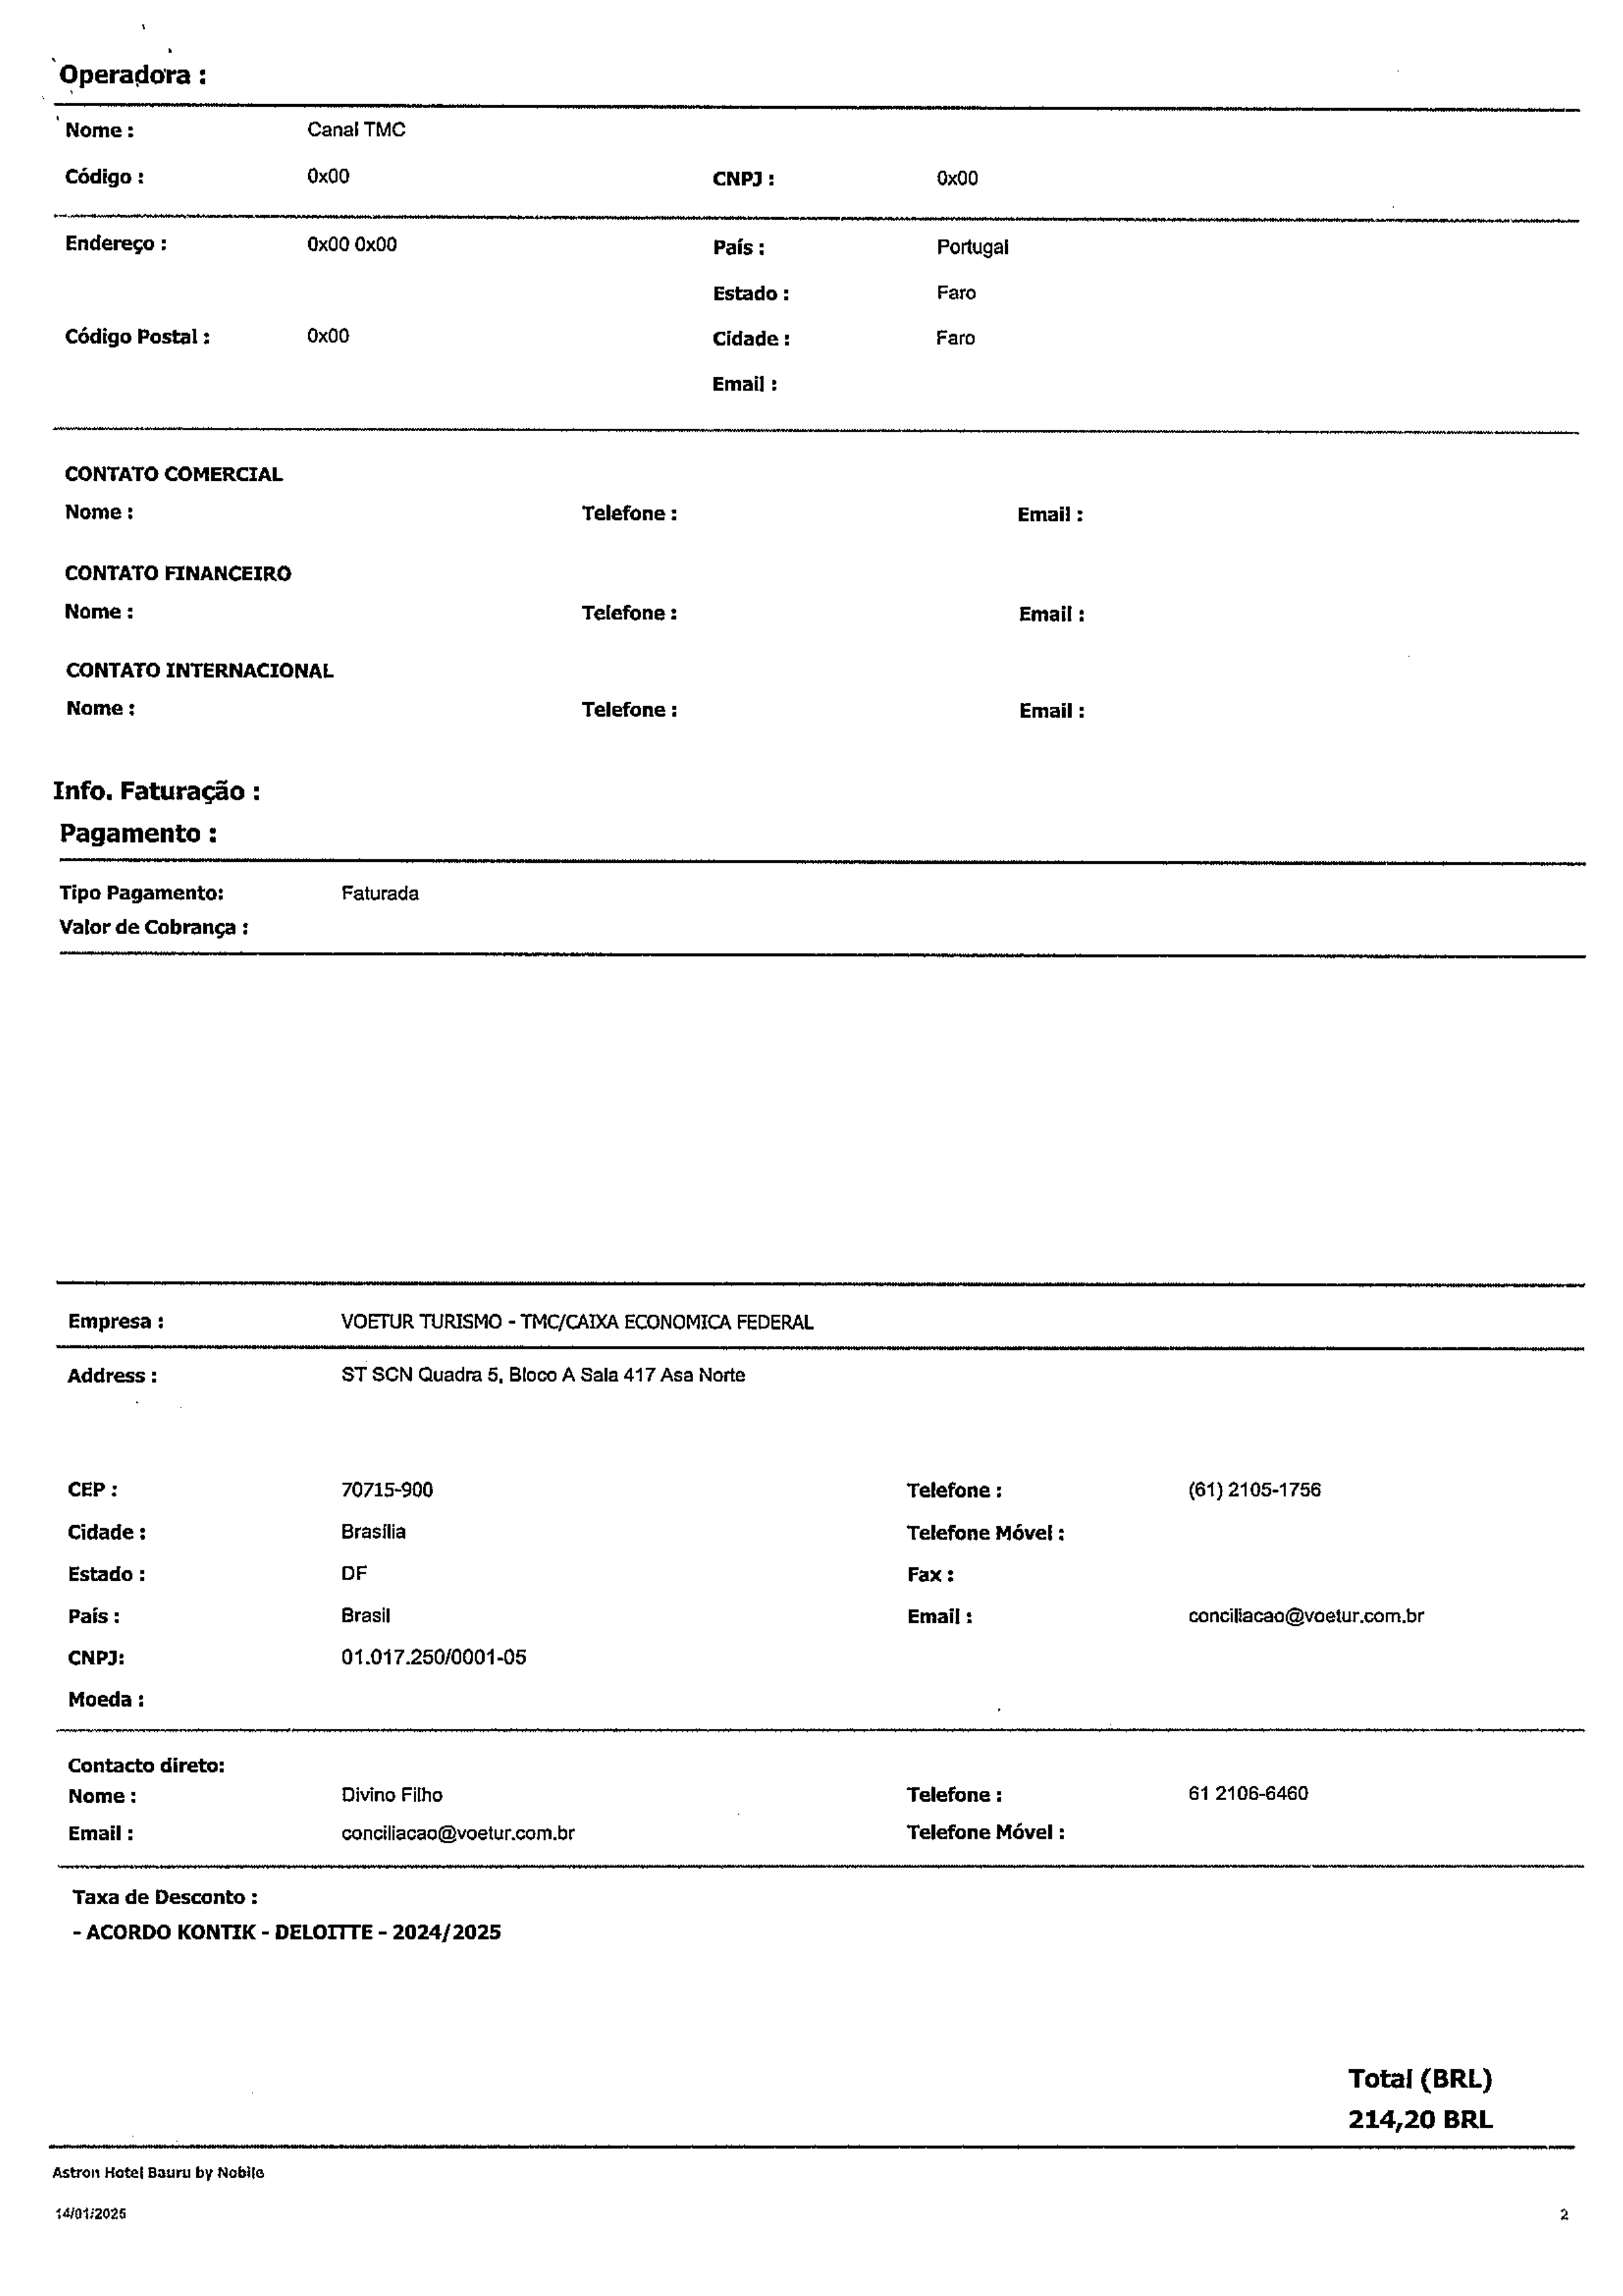 Operadora :
Nome : Canal TMC
Código : 0x00 CNPJ : 0x00
Endereço : 0x00 0x00 País : Portugal
Estado : Faro
Código Postal : 0x00 Cidade : Faro
Email :
CONTATO COMERCIAL
Nome : Telefone : Email :
CONTATO FINANCEIRO
Nome : Telefone : Email :
CONTATO INTERNACIONAL
Nome : Telefone : Email :
Info. Faturação :
Pagamento :
Tipo Pagamento: Faturada
Valor de Cobrança :
Empresa : VOETUR TURISMO - TMC/CAIXA ECONOMICA FEDERAL
Address : ST SCN Quadra 5, Bloco A Sala 417 Asa Norte
CEP : 70715-900 Telefone : (61) 2105-1756
Cidade : Brasília Telefone Móvel :
Estado : DF Fax :
País : Brasil Email : conciliacao@voetur.com.br
CNPJ: 01.017.250/0001-05
Moeda :
Contacto direto:
Nome : Divino Filho Telefone : 61 2106-6460
Email : conciliacao@voetur.com.br Telefone Móvel :
Taxa de Desconto :
- ACORDO KONTIK - DELOITTE - 2024/2025
Total (BRL)
214,20 BRL
Astron Hotel Bauru by Nobile
14/01/2025
2